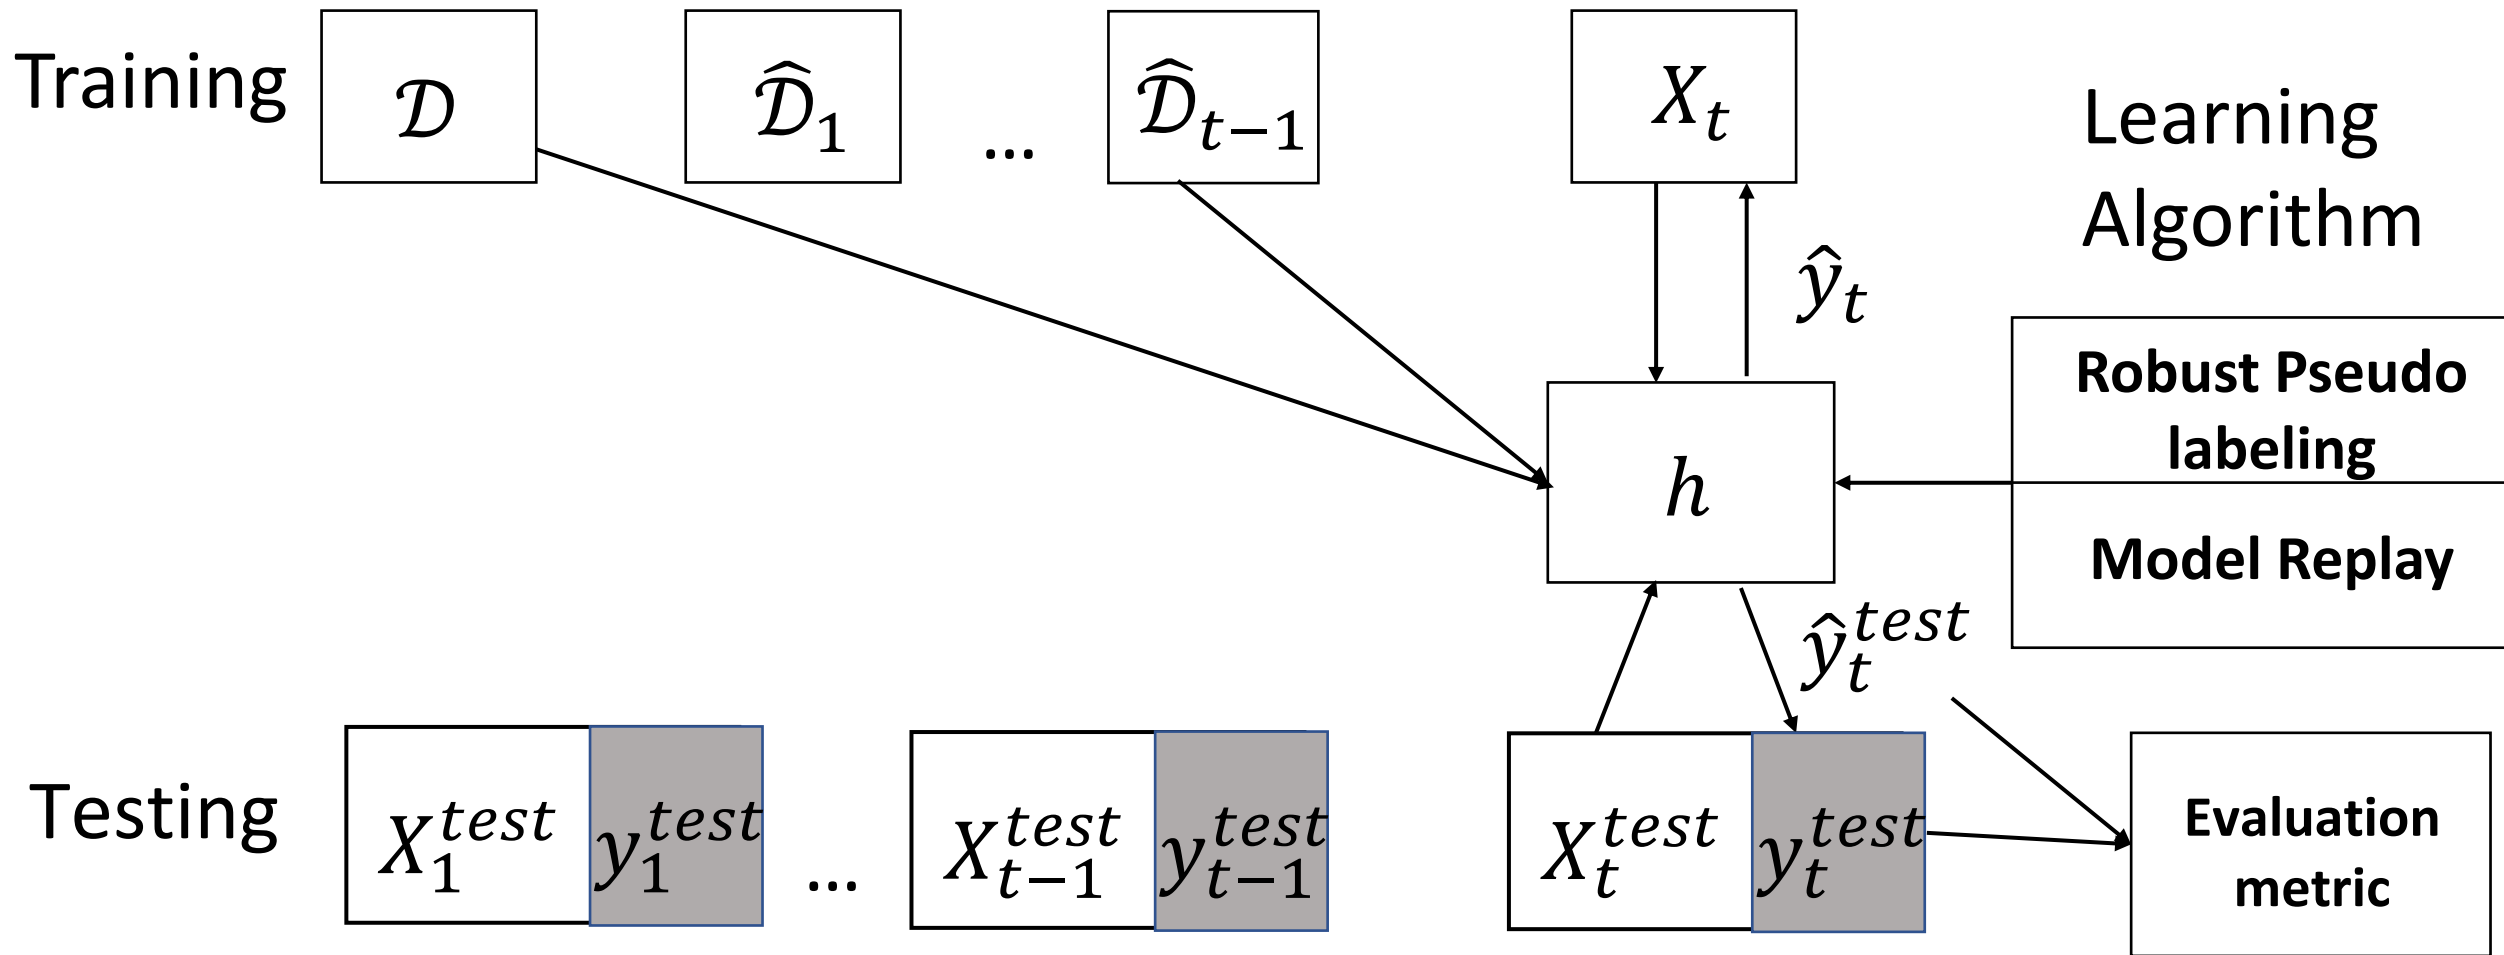 Training
𝒟
𝒟̂₁
...
𝒟̂ₜ₋₁
Xₜ
Learning
Algorithm
ŷₜ
Robust Pseudo
labeling
h
Model Replay
ŷₜᵗᵉˢᵗ
Testing
X₁ᵗᵉˢᵗ
y₁ᵗᵉˢᵗ
...
Xₜ₋₁ᵗᵉˢᵗ
yₜ₋₁ᵗᵉˢᵗ
Xₜᵗᵉˢᵗ
yₜᵗᵉˢᵗ
Evaluation
metric